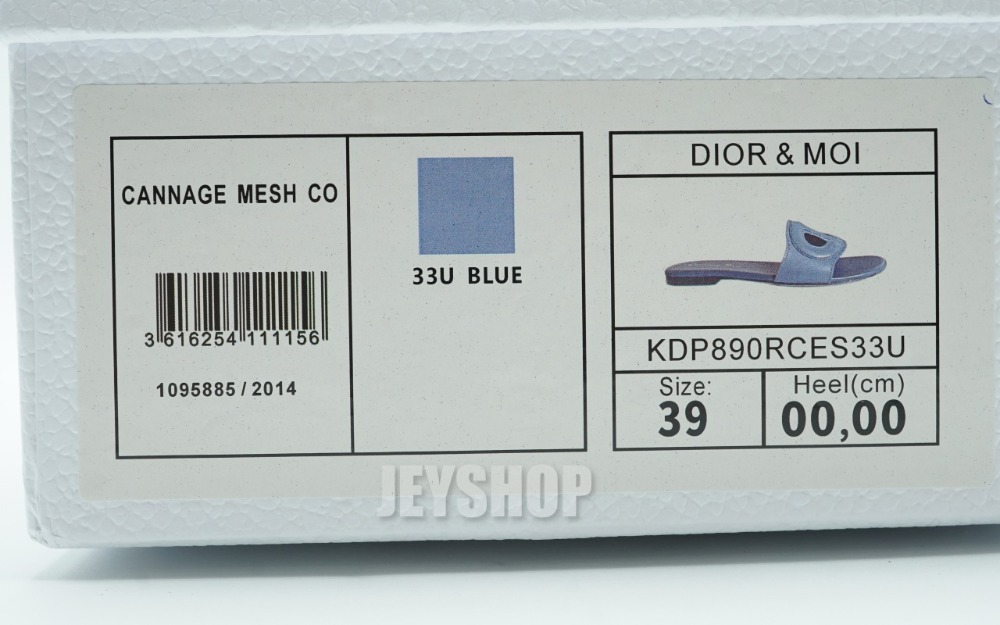 CANNAGE MESH CO
3 616254 111156
1095885 / 2014
33U BLUE
DIOR & MOI
KDP890RCES33U
Size:
39
Heel(cm)
00,00
JEYSHOP